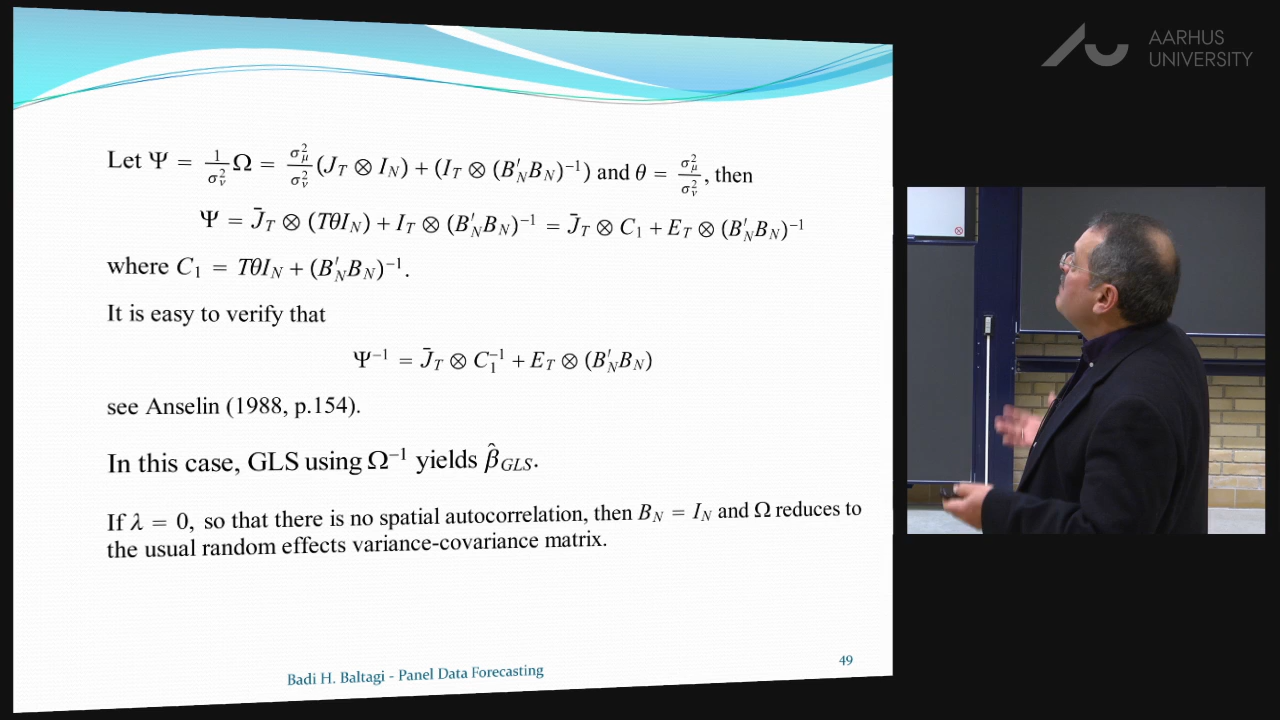 AARHUS
UNIVERSITY
Let Ψ = 1/σ²_ν Ω = σ²_μ/σ²_ν (J_T ⊗ I_N) + (I_T ⊗ (B′_N B_N)⁻¹) and θ = σ²_μ/σ²_ν, then
Ψ = J̄_T ⊗ (TθI_N) + I_T ⊗ (B′_N B_N)⁻¹ = J̄_T ⊗ C₁ + E_T ⊗ (B′_N B_N)⁻¹
where C₁ = TθI_N + (B′_N B_N)⁻¹.
It is easy to verify that
Ψ⁻¹ = J̄_T ⊗ C₁⁻¹ + E_T ⊗ (B′_N B_N)
see Anselin (1988, p.154).
In this case, GLS using Ω⁻¹ yields β̂_GLS.
If λ = 0, so that there is no spatial autocorrelation, then B_N = I_N and Ω reduces to
the usual random effects variance-covariance matrix.
Badi H. Baltagi - Panel Data Forecasting
49